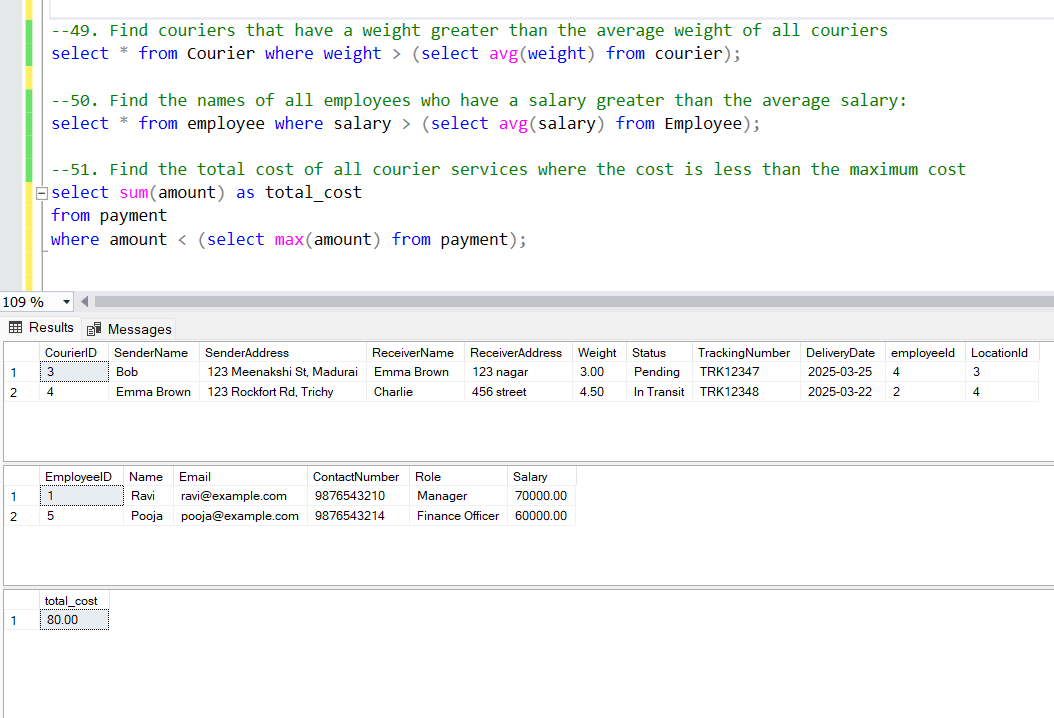 --49. Find couriers that have a weight greater than the average weight of all couriers
select * from Courier where weight > (select avg(weight) from courier);
--50. Find the names of all employees who have a salary greater than the average salary:
select * from employee where salary > (select avg(salary) from Employee);
--51. Find the total cost of all courier services where the cost is less than the maximum cost
select sum(amount) as total_cost
from payment
where amount < (select max(amount) from payment);
109 %
Results Messages
CourierID SenderName SenderAddress ReceiverName ReceiverAddress Weight Status TrackingNumber DeliveryDate employeeId LocationId
1 3 Bob 123 Meenakshi St, Madurai Emma Brown 123 nagar 3.00 Pending TRK12347 2025-03-25 4 3
2 4 Emma Brown 123 Rockfort Rd, Trichy Charlie 456 street 4.50 In Transit TRK12348 2025-03-22 2 4
EmployeeID Name Email ContactNumber Role Salary
1 1 Ravi ravi@example.com 9876543210 Manager 70000.00
2 5 Pooja pooja@example.com 9876543214 Finance Officer 60000.00
total_cost
1 80.00